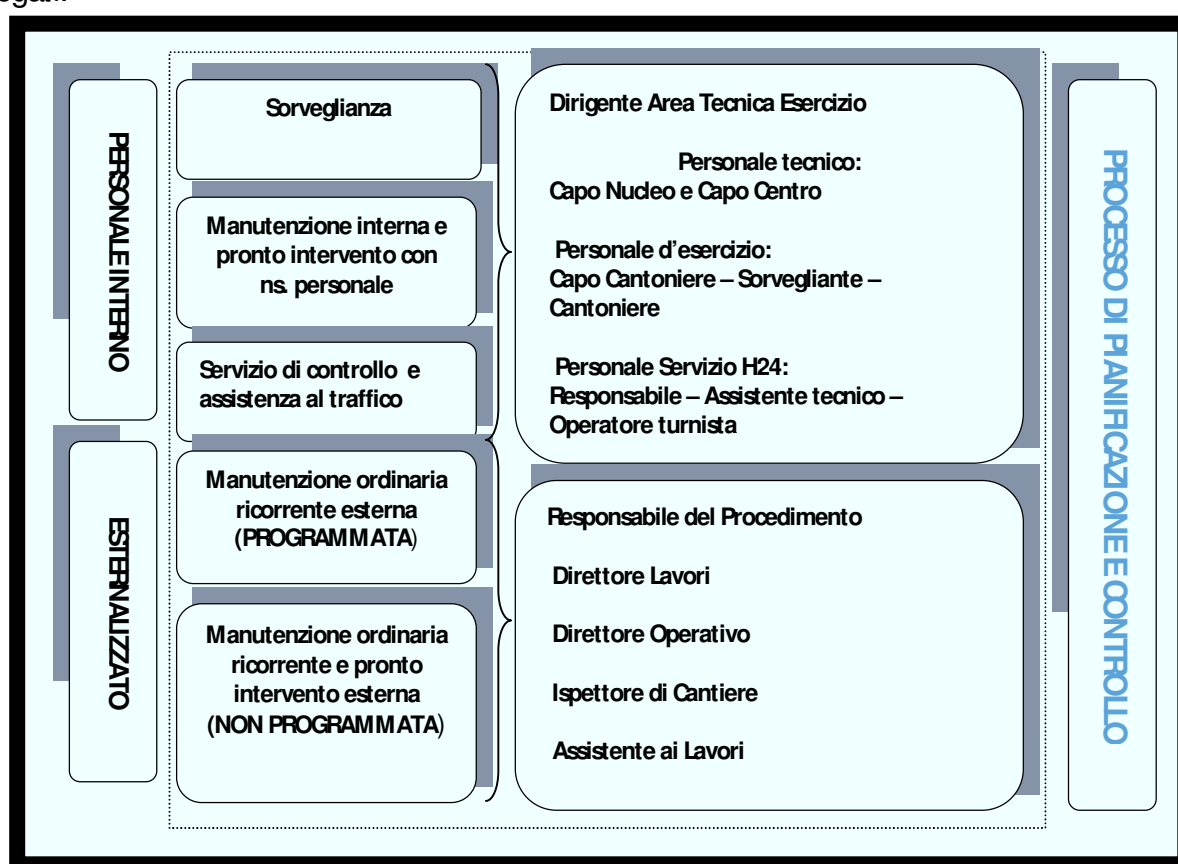 PERSONALE INTERNO
ESTERNALIZZATO
Sorveglianza
Manutenzione interna e
pronto intervento con
ns. personale
Servizio di controllo e
assistenza al traffico
Manutenzione ordinaria
ricorrente esterna
(PROGRAMMATA)
Manutenzione ordinaria
ricorrente e pronto
intervento esterna
(NON PROGRAMMATA)
Dirigente Area Tecnica Esercizio
Personale tecnico:
Capo Nucleo e Capo Centro
Personale d'esercizio:
Capo Cantoniere – Sorvegliante –
Cantoniere
Personale Servizio H24:
Responsabile – Assistente tecnico –
Operatore turnista
Responsabile del Procedimento
Direttore Lavori
Direttore Operativo
Ispettore di Cantiere
Assistente ai Lavori
PROCESSO DI PIANIFICAZIONE E CONTROLLO